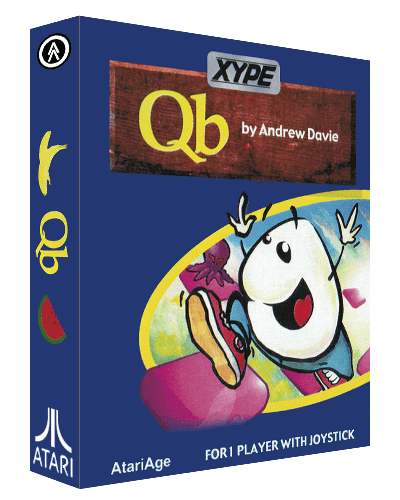 XYPE
Qb
by Andrew Davie
Qb
ATARI
AtariAge
FOR 1 PLAYER WITH JOYSTICK